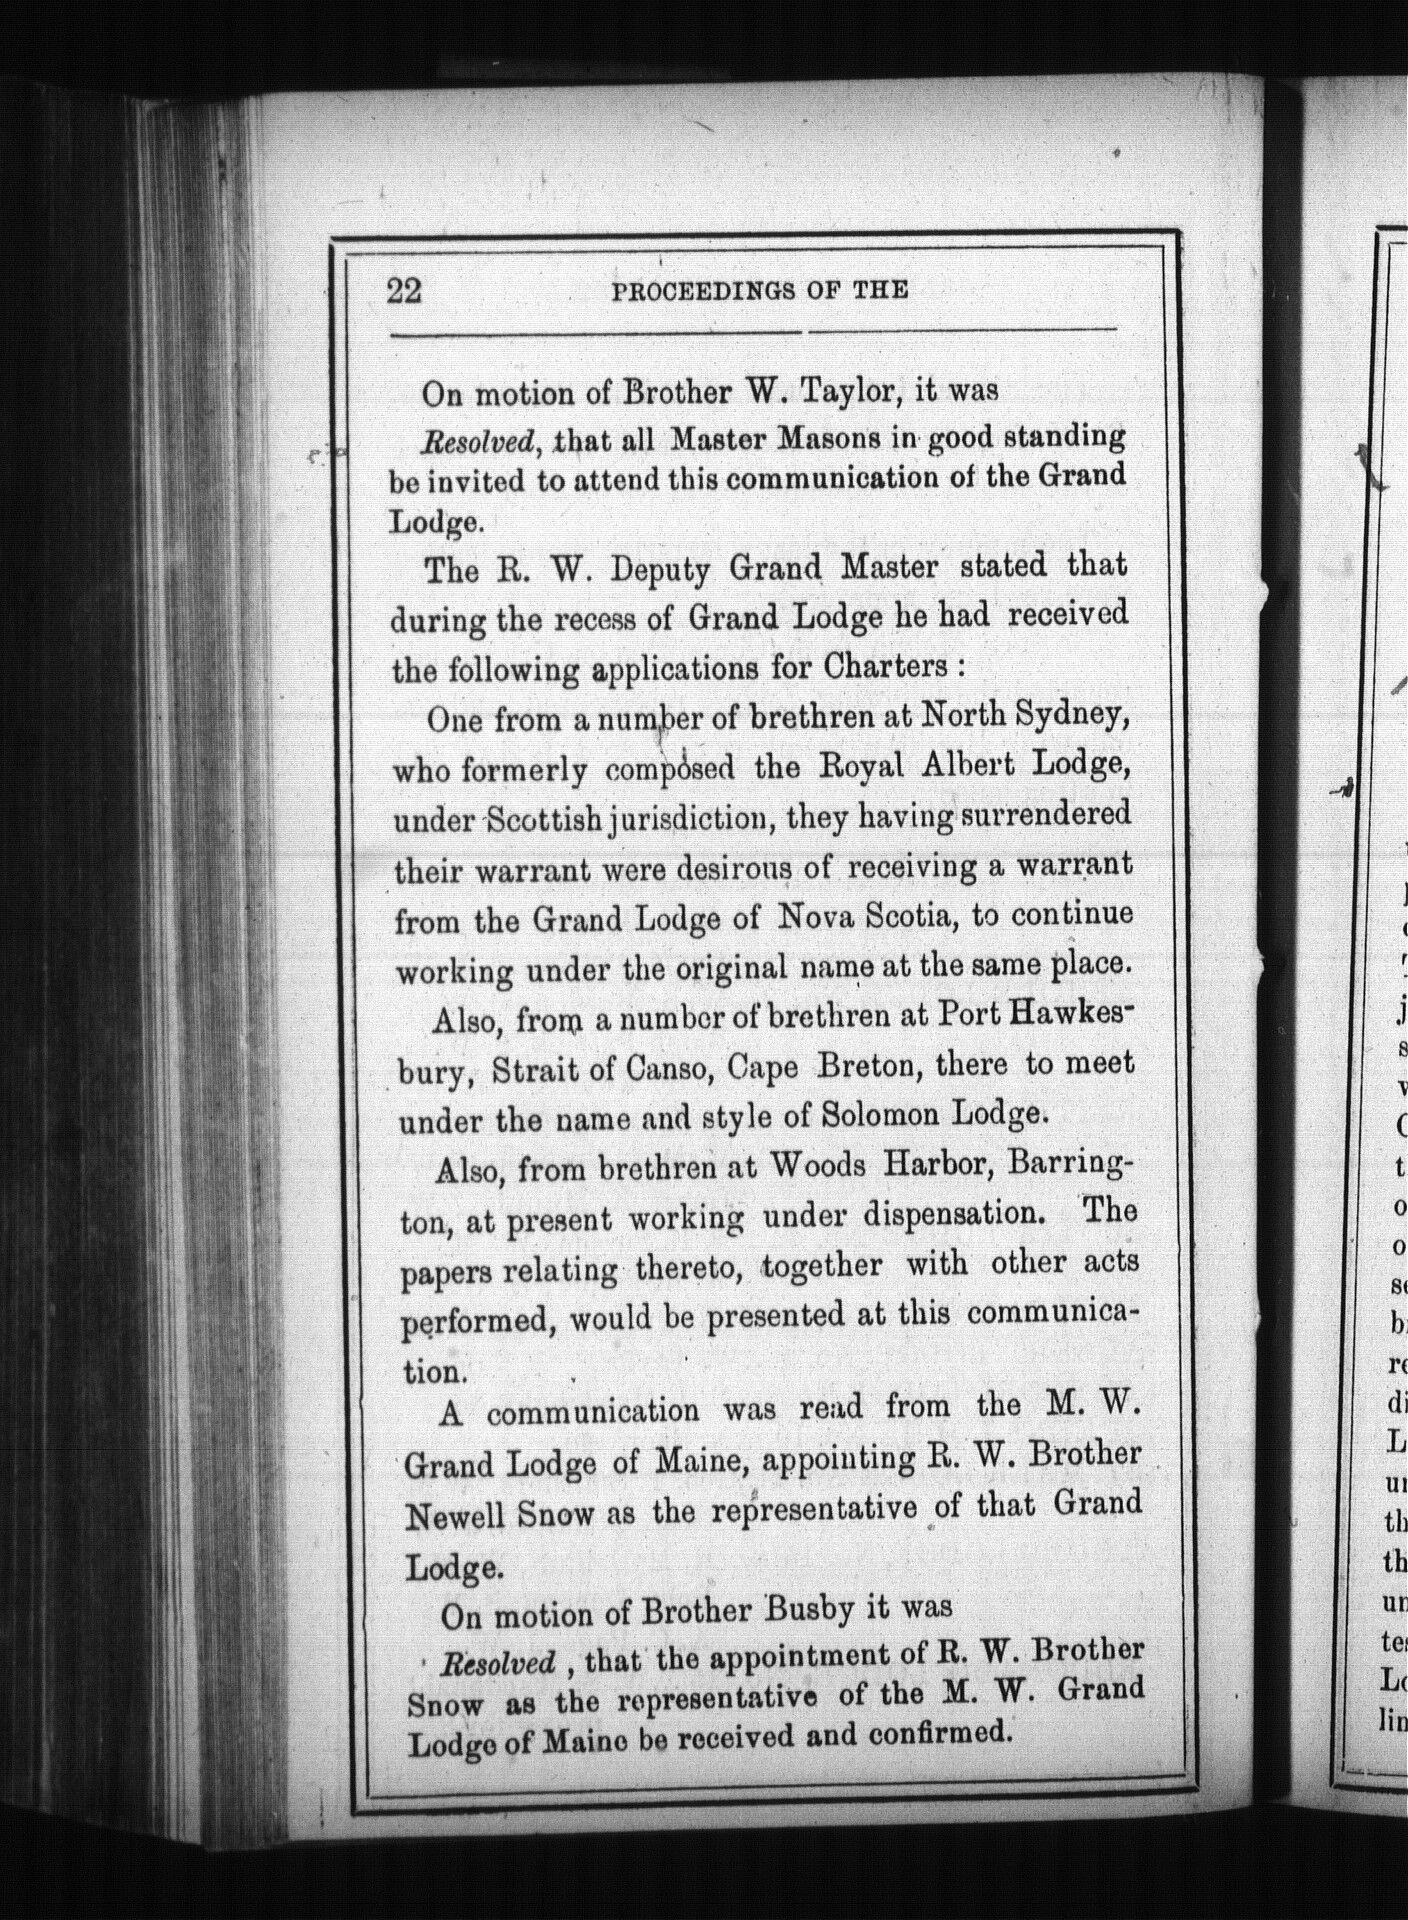 22 PROCEEDINGS OF THE
On motion of Brother W. Taylor, it was
Resolved, that all Master Masons in good standing
be invited to attend this communication of the Grand
Lodge.
The R. W. Deputy Grand Master stated that
during the recess of Grand Lodge he had received
the following applications for Charters :
One from a number of brethren at North Sydney,
who formerly composed the Royal Albert Lodge,
under Scottish jurisdiction, they having surrendered
their warrant were desirous of receiving a warrant
from the Grand Lodge of Nova Scotia, to continue
working under the original name at the same place.
Also, from a number of brethren at Port Hawkes-
bury, Strait of Canso, Cape Breton, there to meet
under the name and style of Solomon Lodge.
Also, from brethren at Woods Harbor, Barring-
ton, at present working under dispensation. The
papers relating thereto, together with other acts
performed, would be presented at this communica-
tion.
A communication was read from the M. W.
Grand Lodge of Maine, appointing R. W. Brother
Newell Snow as the representative of that Grand
Lodge.
On motion of Brother Busby it was
Resolved , that the appointment of R. W. Brother
Snow as the representative of the M. W. Grand
Lodge of Maine be received and confirmed.